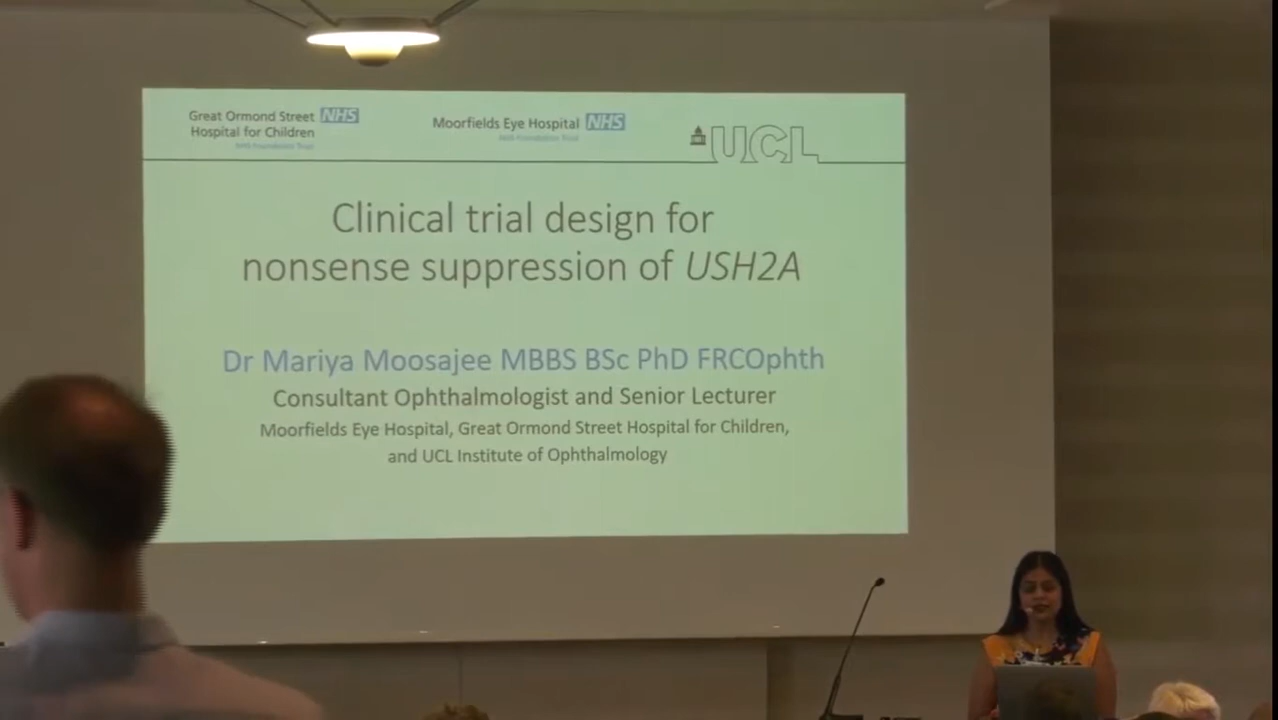 Great Ormond Street NHS
Hospital for Children
NHS Foundation Trust
Moorfields Eye Hospital NHS
NHS Foundation Trust
UCL
Clinical trial design for
nonsense suppression of USH2A
Dr Mariya Moosajee MBBS BSc PhD FRCOphth
Consultant Ophthalmologist and Senior Lecturer
Moorfields Eye Hospital, Great Ormond Street Hospital for Children,
and UCL Institute of Ophthalmology